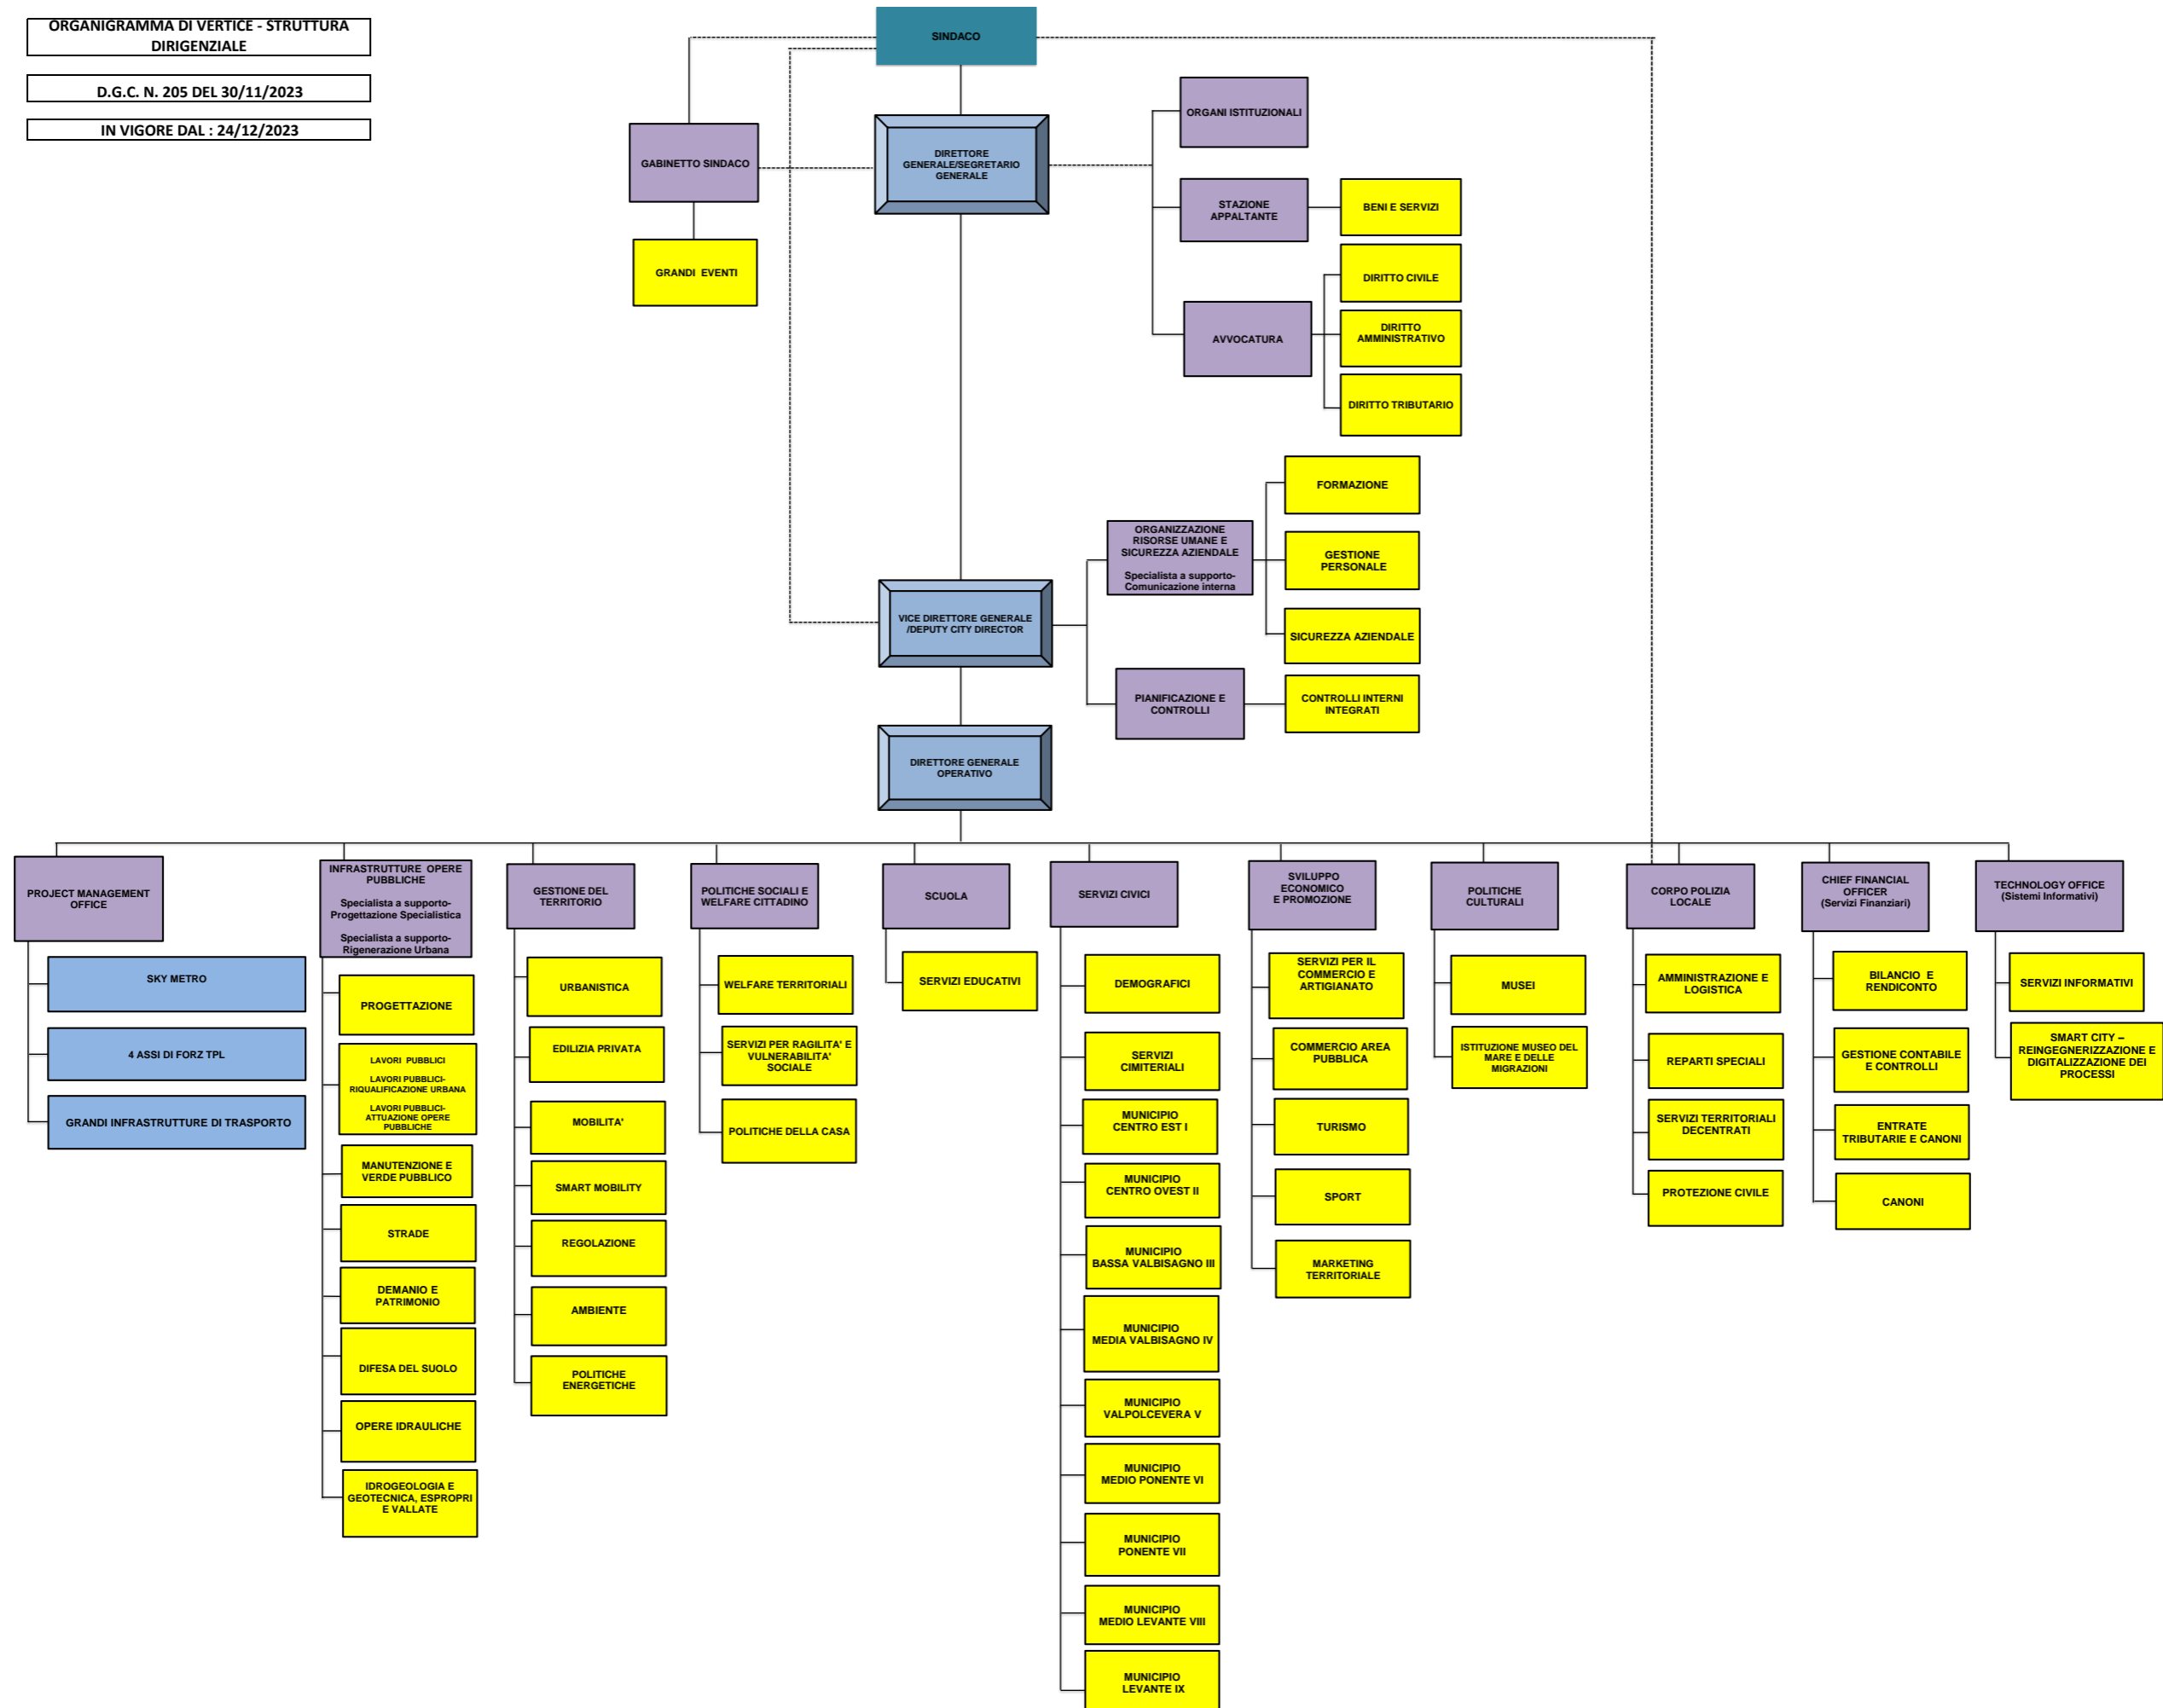 ORGANIGRAMMA DI VERTICE - STRUTTURA
DIRIGENZIALE
D.G.C. N. 205 DEL 30/11/2023
IN VIGORE DAL : 24/12/2023
SINDACO
GABINETTO SINDACO
GRANDI EVENTI
DIRETTORE
GENERALE/SEGRETARIO
GENERALE
ORGANI ISTITUZIONALI
STAZIONE
APPALTANTE
BENI E SERVIZI
AVVOCATURA
DIRITTO CIVILE
DIRITTO
AMMINISTRATIVO
DIRITTO TRIBUTARIO
VICE DIRETTORE GENERALE
/DEPUTY CITY DIRECTOR
ORGANIZZAZIONE
RISORSE UMANE E
SICUREZZA AZIENDALE
Specialista a supporto-
Comunicazione interna
FORMAZIONE
GESTIONE
PERSONALE
SICUREZZA AZIENDALE
PIANIFICAZIONE E
CONTROLLI
CONTROLLI INTERNI
INTEGRATI
DIRETTORE GENERALE
OPERATIVO
PROJECT MANAGEMENT
OFFICE
SKY METRO
4 ASSI DI FORZ TPL
GRANDI INFRASTRUTTURE DI TRASPORTO
INFRASTRUTTURE OPERE
PUBBLICHE
Specialista a supporto-
Progettazione Specialistica
Specialista a supporto-
Rigenerazione Urbana
PROGETTAZIONE
LAVORI PUBBLICI
LAVORI PUBBLICI-
RIQUALIFICAZIONE URBANA
LAVORI PUBBLICI-
ATTUAZIONE OPERE
PUBBLICHE
MANUTENZIONE E
VERDE PUBBLICO
STRADE
DEMANIO E
PATRIMONIO
DIFESA DEL SUOLO
OPERE IDRAULICHE
IDROGEOLOGIA E
GEOTECNICA, ESPROPRI
E VALLATE
GESTIONE DEL
TERRITORIO
URBANISTICA
EDILIZIA PRIVATA
MOBILITA'
SMART MOBILITY
REGOLAZIONE
AMBIENTE
POLITICHE
ENERGETICHE
POLITICHE SOCIALI E
WELFARE CITTADINO
WELFARE TERRITORIALI
SERVIZI PER RAGILITA' E
VULNERABILITA'
SOCIALE
POLITICHE DELLA CASA
SCUOLA
SERVIZI EDUCATIVI
SERVIZI CIVICI
DEMOGRAFICI
SERVIZI
CIMITERIALI
MUNICIPIO
CENTRO EST I
MUNICIPIO
CENTRO OVEST II
MUNICIPIO
BASSA VALBISAGNO III
MUNICIPIO
MEDIA VALBISAGNO IV
MUNICIPIO
VALPOLCEVERA V
MUNICIPIO
MEDIO PONENTE VI
MUNICIPIO
PONENTE VII
MUNICIPIO
MEDIO LEVANTE VIII
MUNICIPIO
LEVANTE IX
SVILUPPO
ECONOMICO
E PROMOZIONE
SERVIZI PER IL
COMMERCIO E
ARTIGIANATO
COMMERCIO AREA
PUBBLICA
TURISMO
SPORT
MARKETING
TERRITORIALE
POLITICHE
CULTURALI
MUSEI
ISTITUZIONE MUSEO DEL
MARE E DELLE
MIGRAZIONI
CORPO POLIZIA
LOCALE
AMMINISTRAZIONE E
LOGISTICA
REPARTI SPECIALI
SERVIZI TERRITORIALI
DECENTRATI
PROTEZIONE CIVILE
CHIEF FINANCIAL
OFFICER
(Servizi Finanziari)
BILANCIO E
RENDICONTO
GESTIONE CONTABILE
E CONTROLLI
ENTRATE
TRIBUTARIE E CANONI
CANONI
TECHNOLOGY OFFICE
(Sistemi Informativi)
SERVIZI INFORMATIVI
SMART CITY –
REINGEGNERIZZAZIONE E
DIGITALIZZAZIONE DEI
PROCESSI